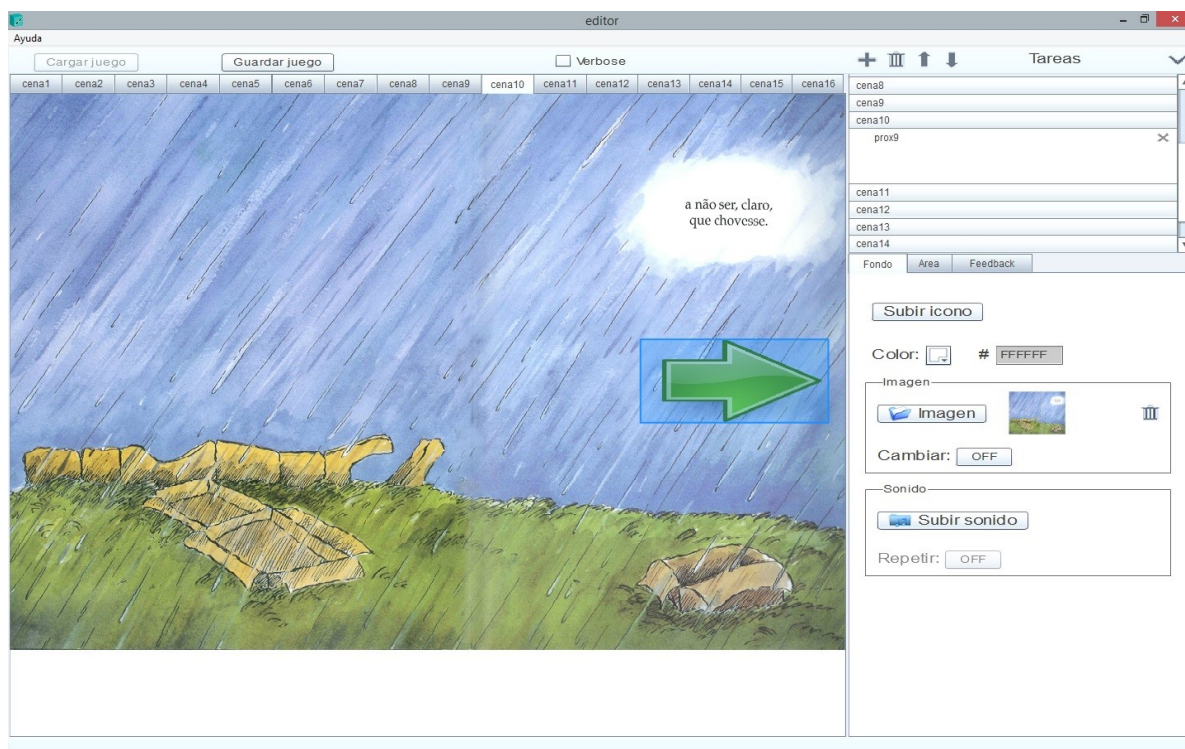 editor
Ayuda
Cargar juego Guardar juego Verbose Tareas
cena1 cena2 cena3 cena4 cena5 cena6 cena7 cena8 cena9 cena10 cena11 cena12 cena13 cena14 cena15 cena16
a não ser, claro,
que chovesse.
cena8
cena9
cena10
prox9
cena11
cena12
cena13
cena14
Fondo Area Feedback
Subir icono
Color: # FFFFFF
Imagen
Imagen
Cambiar: OFF
Sonido
Subir sonido
Repetir: OFF